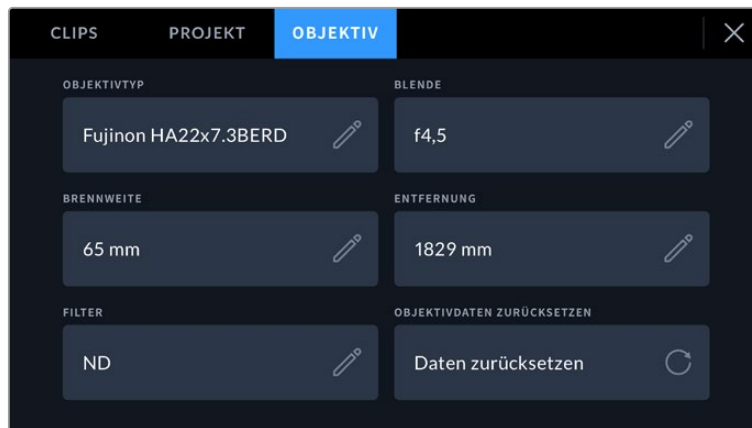 CLIPS PROJEKT OBJEKTIV
OBJEKTIVTYP BLENDE
Fujinon HA22x7.3BERD f4,5
BRENNWEITE ENTFERNUNG
65 mm 1829 mm
FILTER OBJEKTIVDATEN ZURÜCKSETZEN
ND Daten zurücksetzen